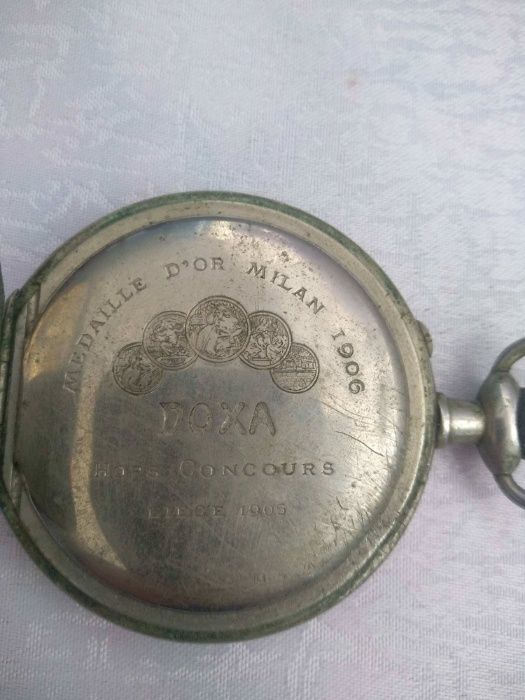 MEDAILLE D'OR MILAN 1906
DOXA
HORS CONCOURS
LIEGE 1905